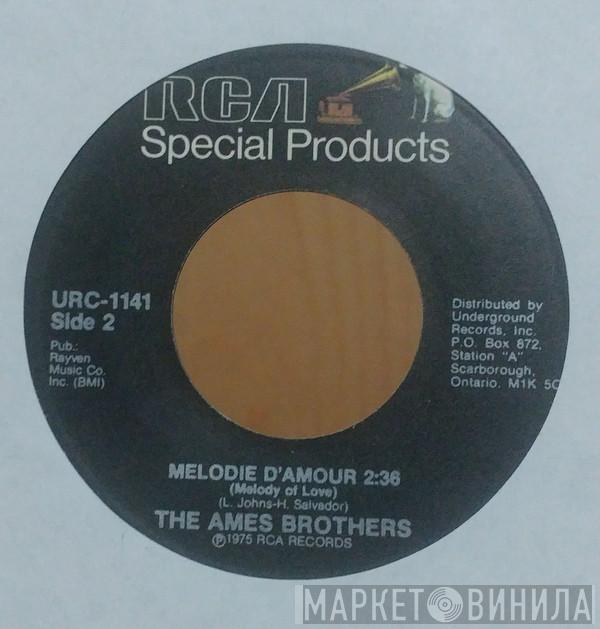 RCA
Special Products
URC-1141
Side 2
Pub.:
Rayven
Music Co.
Inc. (BMI)
Distributed by
Underground
Records, Inc.
P.O. Box 872,
Station "A"
Scarborough,
Ontario. M1K 5C
MELODIE D'AMOUR 2:36
(Melody of Love)
(L. Johns-H. Salvador)
THE AMES BROTHERS
Ⓟ1975 RCA RECORDS
МАРКЕТ ВИНИЛА